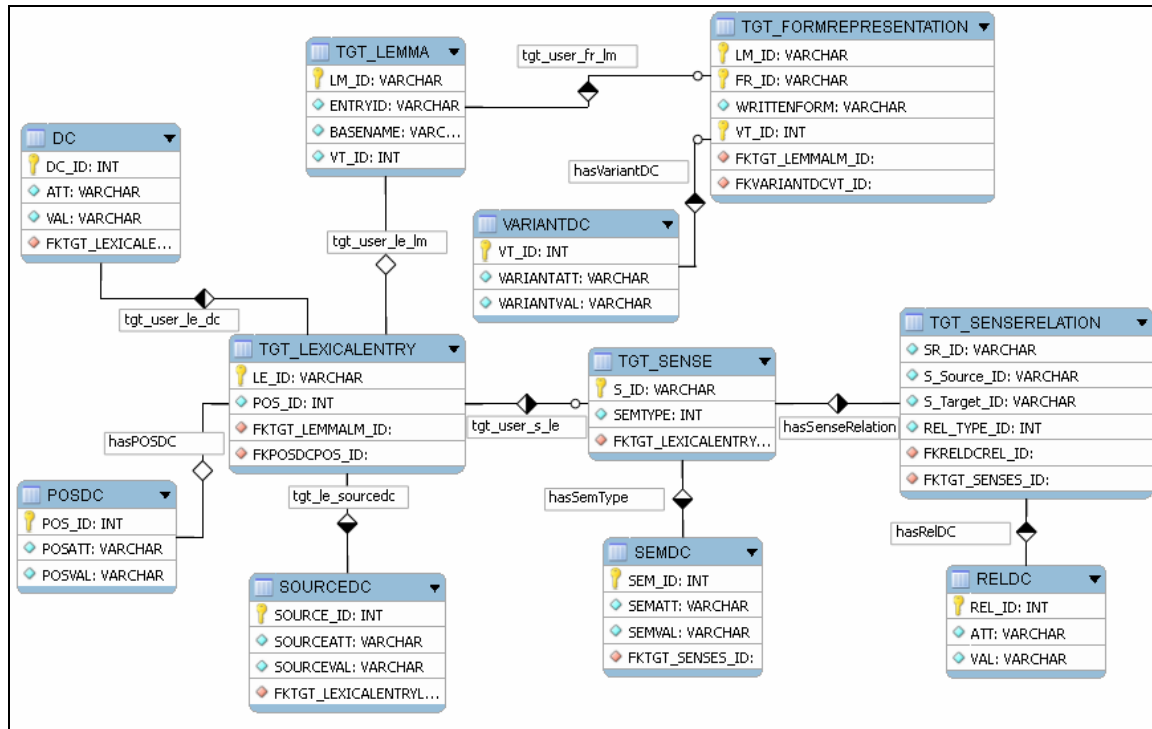 TGT_LEMMA
LM_ID: VARCHAR
ENTRYID: VARCHAR
BASENAME: VARC...
VT_ID: INT
tgt_user_fr_lm
TGT_FORMREPRESENTATION
LM_ID: VARCHAR
FR_ID: VARCHAR
WRITTENFORM: VARCHAR
VT_ID: INT
FKTGT_LEMMALM_ID:
FKVARIANTDCVT_ID:
DC
DC_ID: INT
ATT: VARCHAR
VAL: VARCHAR
FKTGT_LEXICALE...
hasVariantDC
VARIANTDC
VT_ID: INT
VARIANTATT: VARCHAR
VARIANTVAL: VARCHAR
tgt_user_le_lm
tgt_user_le_dc
TGT_LEXICALENTRY
LE_ID: VARCHAR
POS_ID: INT
FKTGT_LEMMALM_ID:
FKPOSDCPOS_ID:
tgt_user_s_le
TGT_SENSE
S_ID: VARCHAR
SEMTYPE: INT
FKTGT_LEXICALENTRY...
hasSenseRelation
TGT_SENSERELATION
SR_ID: VARCHAR
S_Source_ID: VARCHAR
S_Target_ID: VARCHAR
REL_TYPE_ID: INT
FKRELDCREL_ID:
FKTGT_SENSES_ID:
hasPOSDC
POSDC
POS_ID: INT
POSATT: VARCHAR
POSVAL: VARCHAR
tgt_le_sourcedc
SOURCEDC
SOURCE_ID: INT
SOURCEATT: VARCHAR
SOURCEVAL: VARCHAR
FKTGT_LEXICALENTRYL...
hasSemType
SEMDC
SEM_ID: INT
SEMATT: VARCHAR
SEMVAL: VARCHAR
FKTGT_SENSES_ID:
hasRelDC
RELDC
REL_ID: INT
ATT: VARCHAR
VAL: VARCHAR